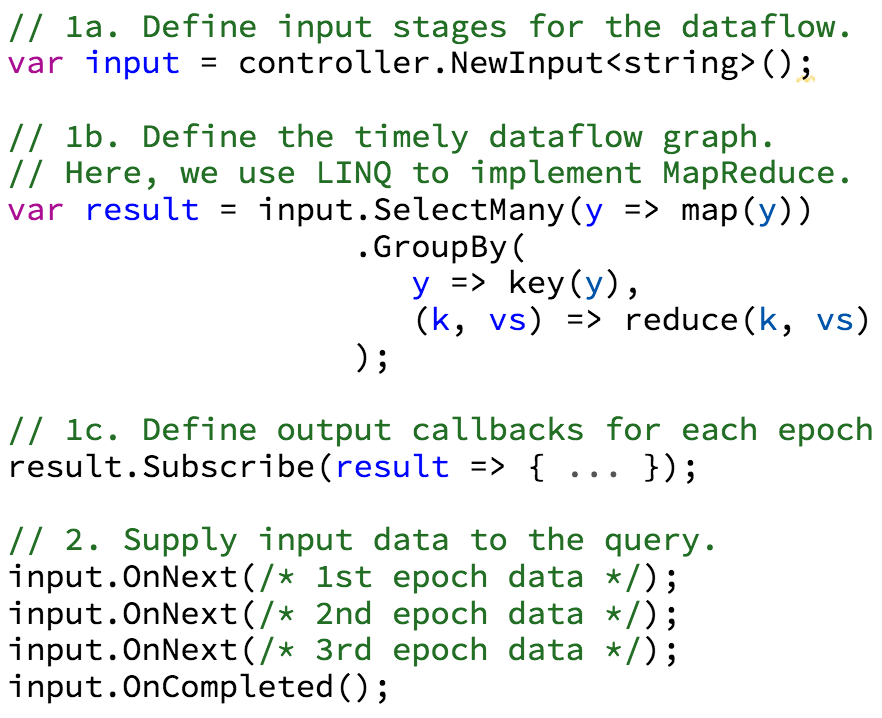 // 1a. Define input stages for the dataflow.
var input = controller.NewInput<string>();
// 1b. Define the timely dataflow graph.
// Here, we use LINQ to implement MapReduce.
var result = input.SelectMany(y => map(y))
.GroupBy(
y => key(y),
(k, vs) => reduce(k, vs)
);
// 1c. Define output callbacks for each epoch
result.Subscribe(result => { ... });
// 2. Supply input data to the query.
input.OnNext(/* 1st epoch data */);
input.OnNext(/* 2nd epoch data */);
input.OnNext(/* 3rd epoch data */);
input.OnCompleted();